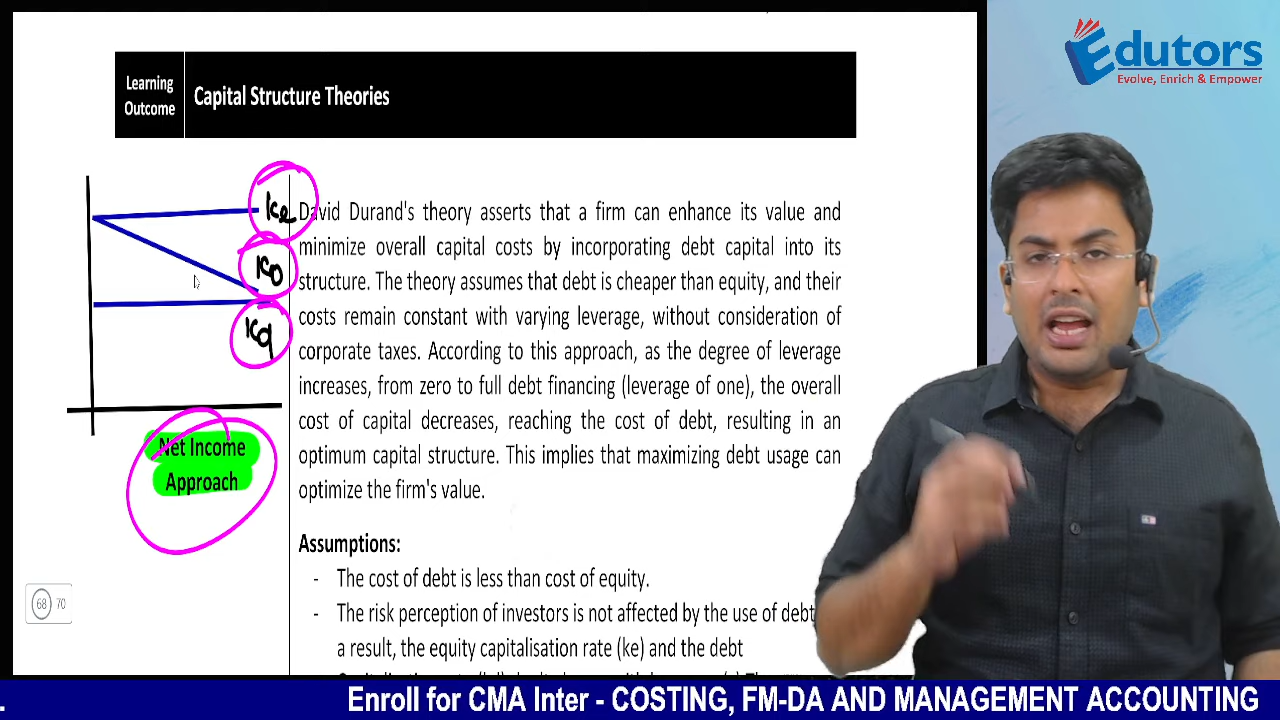 Learning
Outcome
Capital Structure Theories
Edutors
Evolve, Enrich & Empower
ke
ko
kd
Net Income
Approach
David Durand's theory asserts that a firm can enhance its value and
minimize overall capital costs by incorporating debt capital into its
structure. The theory assumes that debt is cheaper than equity, and their
costs remain constant with varying leverage, without consideration of
corporate taxes. According to this approach, as the degree of leverage
increases, from zero to full debt financing (leverage of one), the overall
cost of capital decreases, reaching the cost of debt, resulting in an
optimum capital structure. This implies that maximizing debt usage can
optimize the firm's value.
Assumptions:
- The cost of debt is less than cost of equity.
- The risk perception of investors is not affected by the use of debt
a result, the equity capitalisation rate (ke) and the debt
68 70
. Enroll for CMA Inter - COSTING, FM-DA AND MANAGEMENT ACCOUNTING